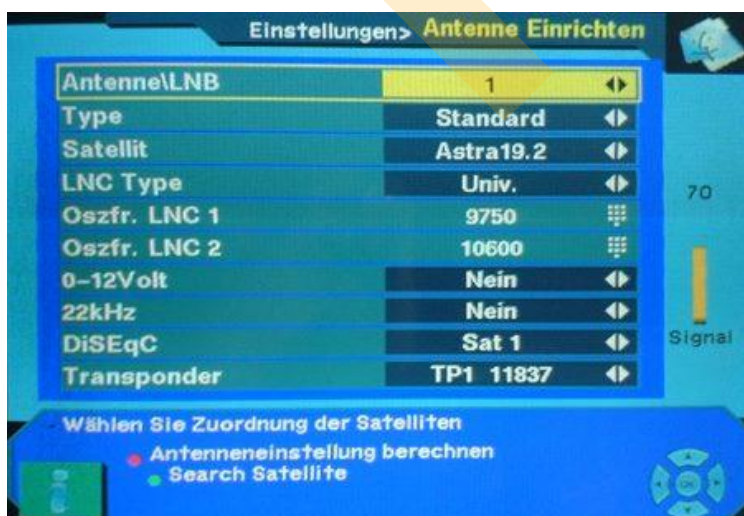 Einstellungen> Antenne Einrichten
Antenne\LNB 1
Type Standard
Satellit Astra19.2
LNC Type Univ.
Oszfr. LNC 1 9750
Oszfr. LNC 2 10600
0-12Volt Nein
22kHz Nein
DiSEqC Sat 1
Transponder TP1 11837
70
Signal
Wählen Sie Zuordnung der Satelliten
Antenneneinstellung berechnen
Search Satellite
OK